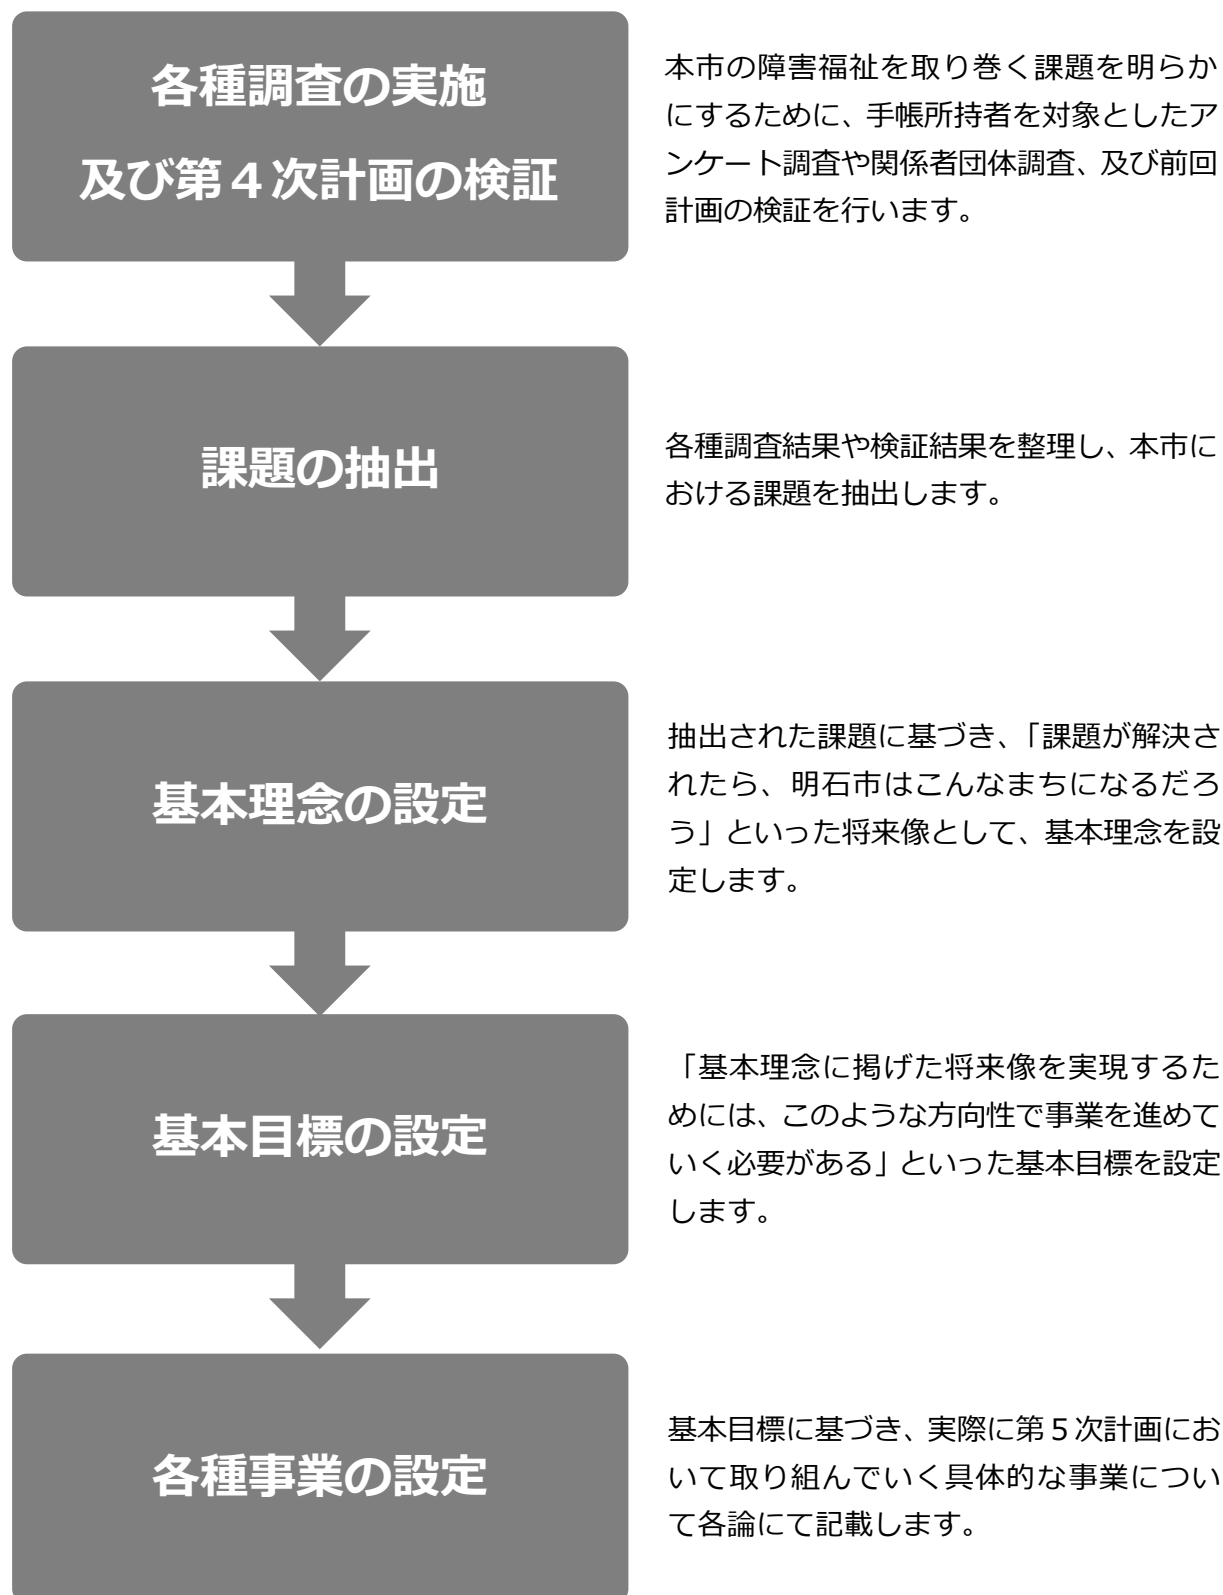 各種調査の実施
及び第４次計画の検証
本市の障害福祉を取り巻く課題を明らか
にするために、手帳所持者を対象としたア
ンケート調査や関係者団体調査、及び前回
計画の検証を行います。
課題の抽出
各種調査結果や検証結果を整理し、本市に
おける課題を抽出します。
基本理念の設定
抽出された課題に基づき、「課題が解決さ
れたら、明石市はこんなまちになるだろ
う」といった将来像として、基本理念を設
定します。
基本目標の設定
「基本理念に掲げた将来像を実現するた
めには、このような方向性で事業を進めて
いく必要がある」といった基本目標を設定
します。
各種事業の設定
基本目標に基づき、実際に第５次計画にお
いて取り組んでいく具体的な事業につい
て各論にて記載します。